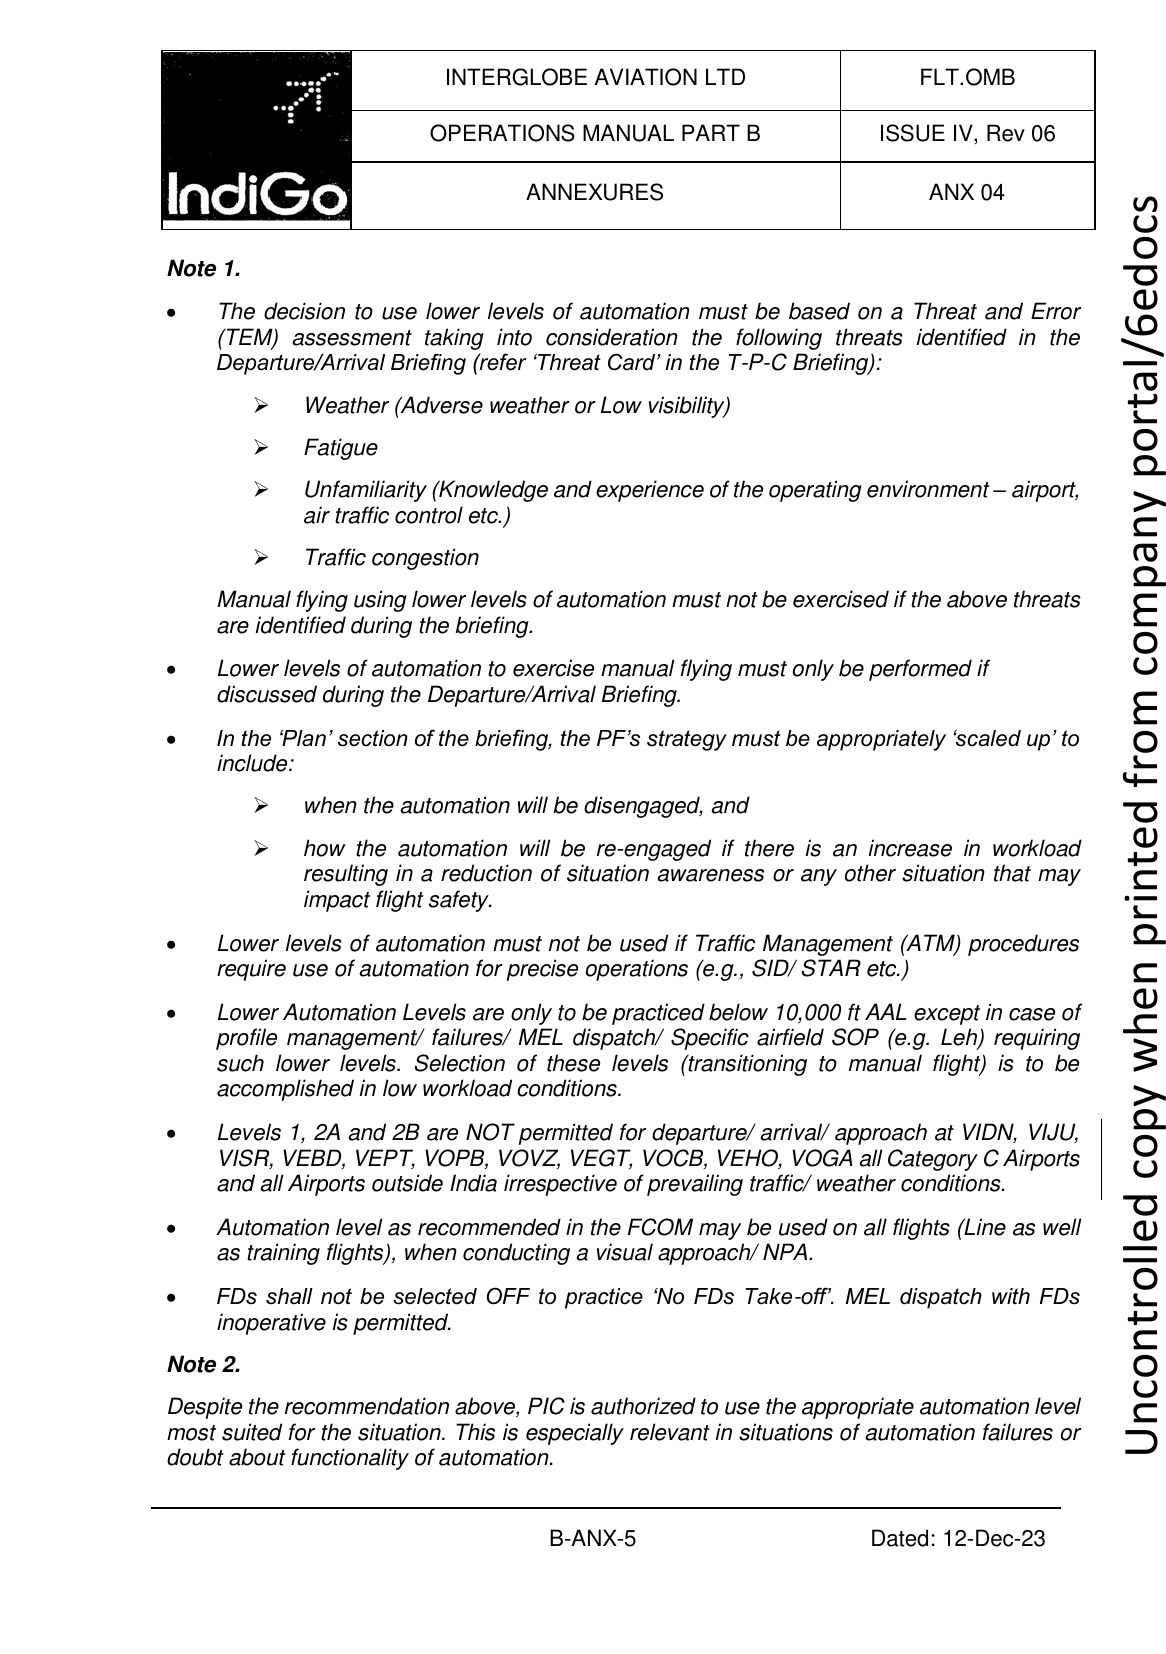 INTERGLOBE AVIATION LTD
FLT.OMB
OPERATIONS MANUAL PART B
ISSUE IV, Rev 06
IndiGo
ANNEXURES
ANX 04
Note 1.
• The decision to use lower levels of automation must be based on a Threat and Error
(TEM) assessment taking into consideration the following threats identified in the
Departure/Arrival Briefing (refer ‘Threat Card’ in the T-P-C Briefing):
➢ Weather (Adverse weather or Low visibility)
➢ Fatigue
➢ Unfamiliarity (Knowledge and experience of the operating environment – airport,
air traffic control etc.)
➢ Traffic congestion
Manual flying using lower levels of automation must not be exercised if the above threats
are identified during the briefing.
• Lower levels of automation to exercise manual flying must only be performed if
discussed during the Departure/Arrival Briefing.
• In the ‘Plan’ section of the briefing, the PF’s strategy must be appropriately ‘scaled up’ to
include:
➢ when the automation will be disengaged, and
➢ how the automation will be re-engaged if there is an increase in workload
resulting in a reduction of situation awareness or any other situation that may
impact flight safety.
• Lower levels of automation must not be used if Traffic Management (ATM) procedures
require use of automation for precise operations (e.g., SID/ STAR etc.)
• Lower Automation Levels are only to be practiced below 10,000 ft AAL except in case of
profile management/ failures/ MEL dispatch/ Specific airfield SOP (e.g. Leh) requiring
such lower levels. Selection of these levels (transitioning to manual flight) is to be
accomplished in low workload conditions.
• Levels 1, 2A and 2B are NOT permitted for departure/ arrival/ approach at VIDN, VIJU,
VISR, VEBD, VEPT, VOPB, VOVZ, VEGT, VOCB, VEHO, VOGA all Category C Airports
and all Airports outside India irrespective of prevailing traffic/ weather conditions.
• Automation level as recommended in the FCOM may be used on all flights (Line as well
as training flights), when conducting a visual approach/ NPA.
• FDs shall not be selected OFF to practice ‘No FDs Take-off’. MEL dispatch with FDs
inoperative is permitted.
Note 2.
Despite the recommendation above, PIC is authorized to use the appropriate automation level
most suited for the situation. This is especially relevant in situations of automation failures or
doubt about functionality of automation.
B-ANX-5
Dated: 12-Dec-23
Uncontrolled copy when printed from company portal/6edocs